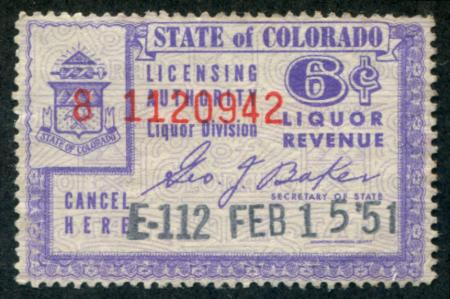 STATE of COLORADO
LICENSING
AUTHORITY
Liquor Division
6¢
LIQUOR
REVENUE
8 1120942
STATE OF COLORADO
Geo. J. Baker
SECRETARY OF STATE
CANCEL
HERE
E-112 FEB 15'51